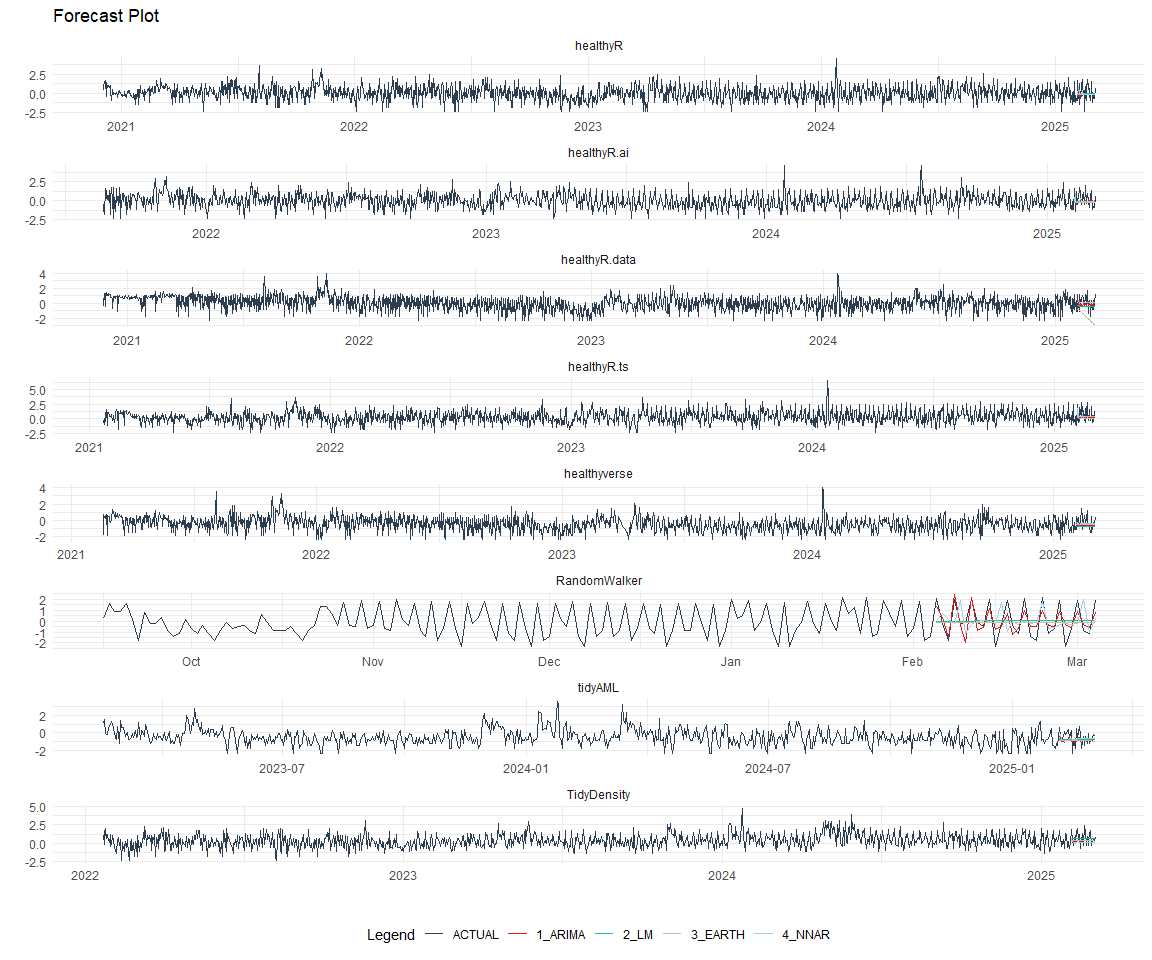 Forecast Plot
healthyR
2.5
0.0
-2.5
2021 2022 2023 2024 2025
healthyR.ai
2.5
0.0
-2.5
2022 2023 2024 2025
healthyR.data
4
2
0
-2
2021 2022 2023 2024 2025
healthyR.ts
5.0
2.5
0.0
-2.5
2021 2022 2023 2024 2025
healthyverse
4
2
0
-2
2021 2022 2023 2024 2025
RandomWalker
2
1
0
-1
-2
Oct Nov Dec Jan Feb Mar
tidyAML
2
0
-2
2023-07 2024-01 2024-07 2025-01
TidyDensity
5.0
2.5
0.0
-2.5
2022 2023 2024 2025
Legend ACTUAL 1_ARIMA 2_LM 3_EARTH 4_NNAR